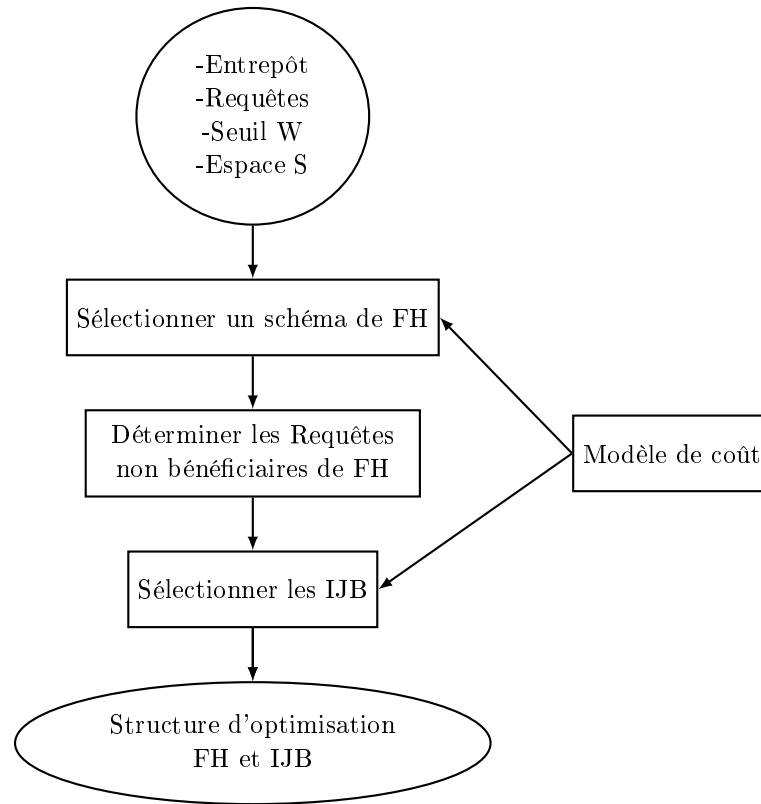 -Entrepôt
-Requêtes
-Seuil W
-Espace S
Sélectionner un schéma de FH
Déterminer les Requêtes
non bénéficiaires de FH
Modèle de coût
Sélectionner les IJB
Structure d'optimisation
FH et IJB